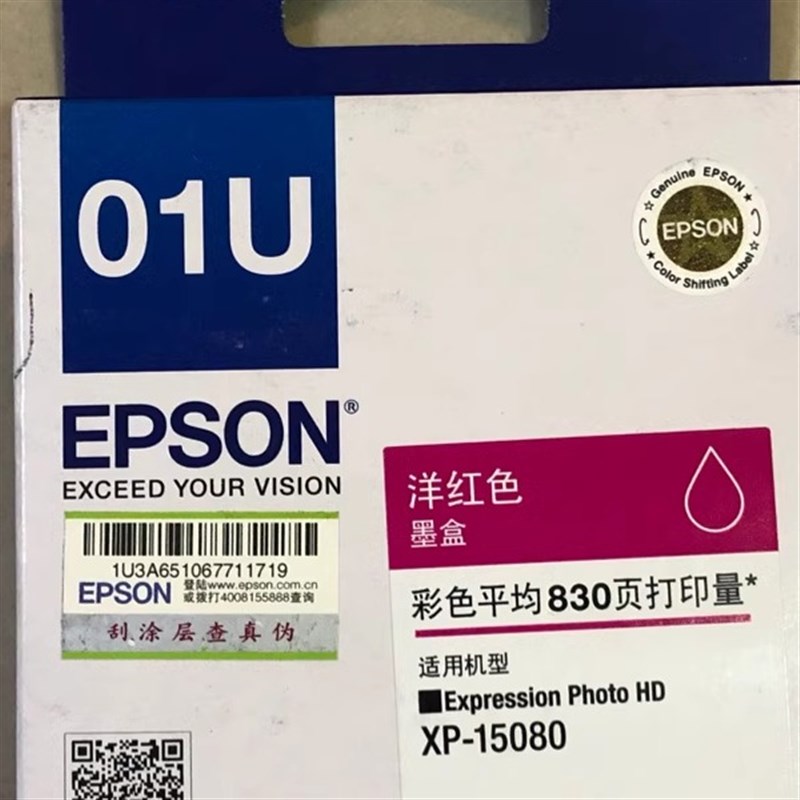 01U
☆ Genuine EPSON ★
EPSON
★ Color Shifting Label ☆
EPSON®
EXCEED YOUR VISION
1U3A651067711719
EPSON
登陆www.epson.com.cn
或拨打4008155888查询
刮涂层查真伪
洋红色
墨盒
彩色平均830页打印量*
适用机型
■Expression Photo HD
XP-15080